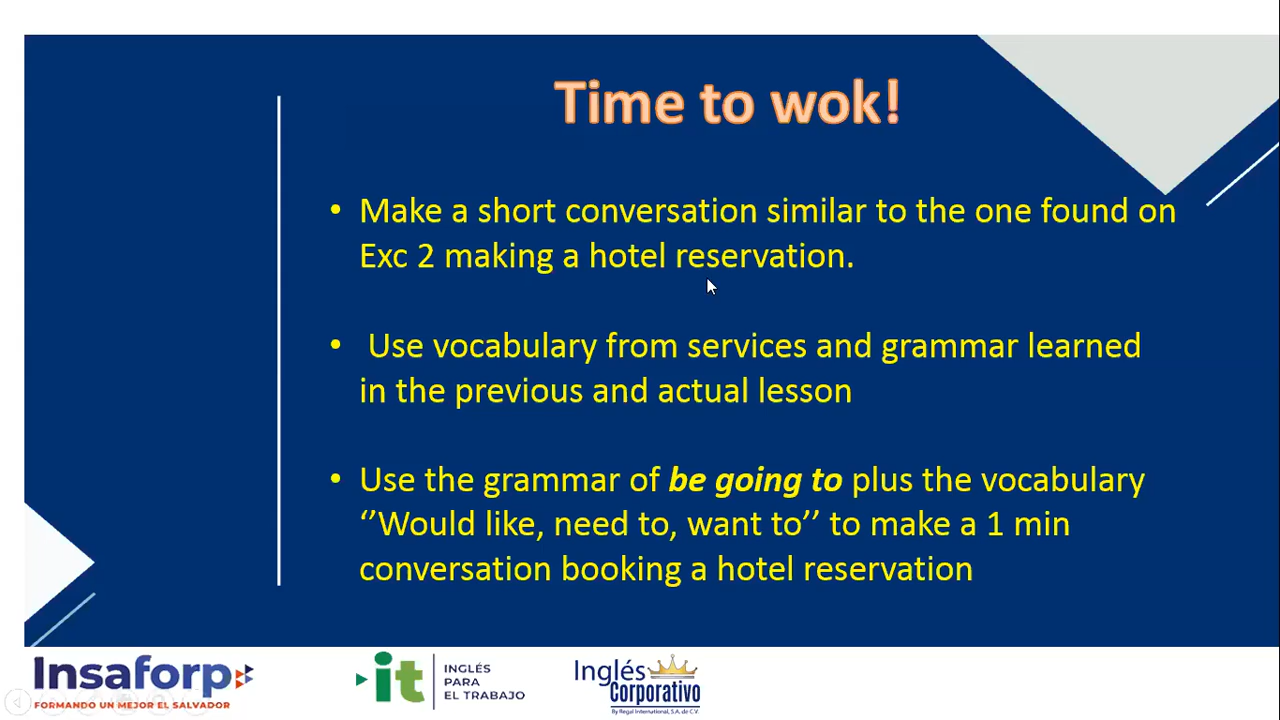 Time to wok!
• Make a short conversation similar to the one found on
Exc 2 making a hotel reservation.
• Use vocabulary from services and grammar learned
in the previous and actual lesson
• Use the grammar of be going to plus the vocabulary
‘’Would like, need to, want to’’ to make a 1 min
conversation booking a hotel reservation
Insaforp
FORMANDO UN MEJOR EL SALVADOR
it
INGLÉS
PARA
EL TRABAJO
Inglés
Corporativo
By Regal International, S.A. de C.V.